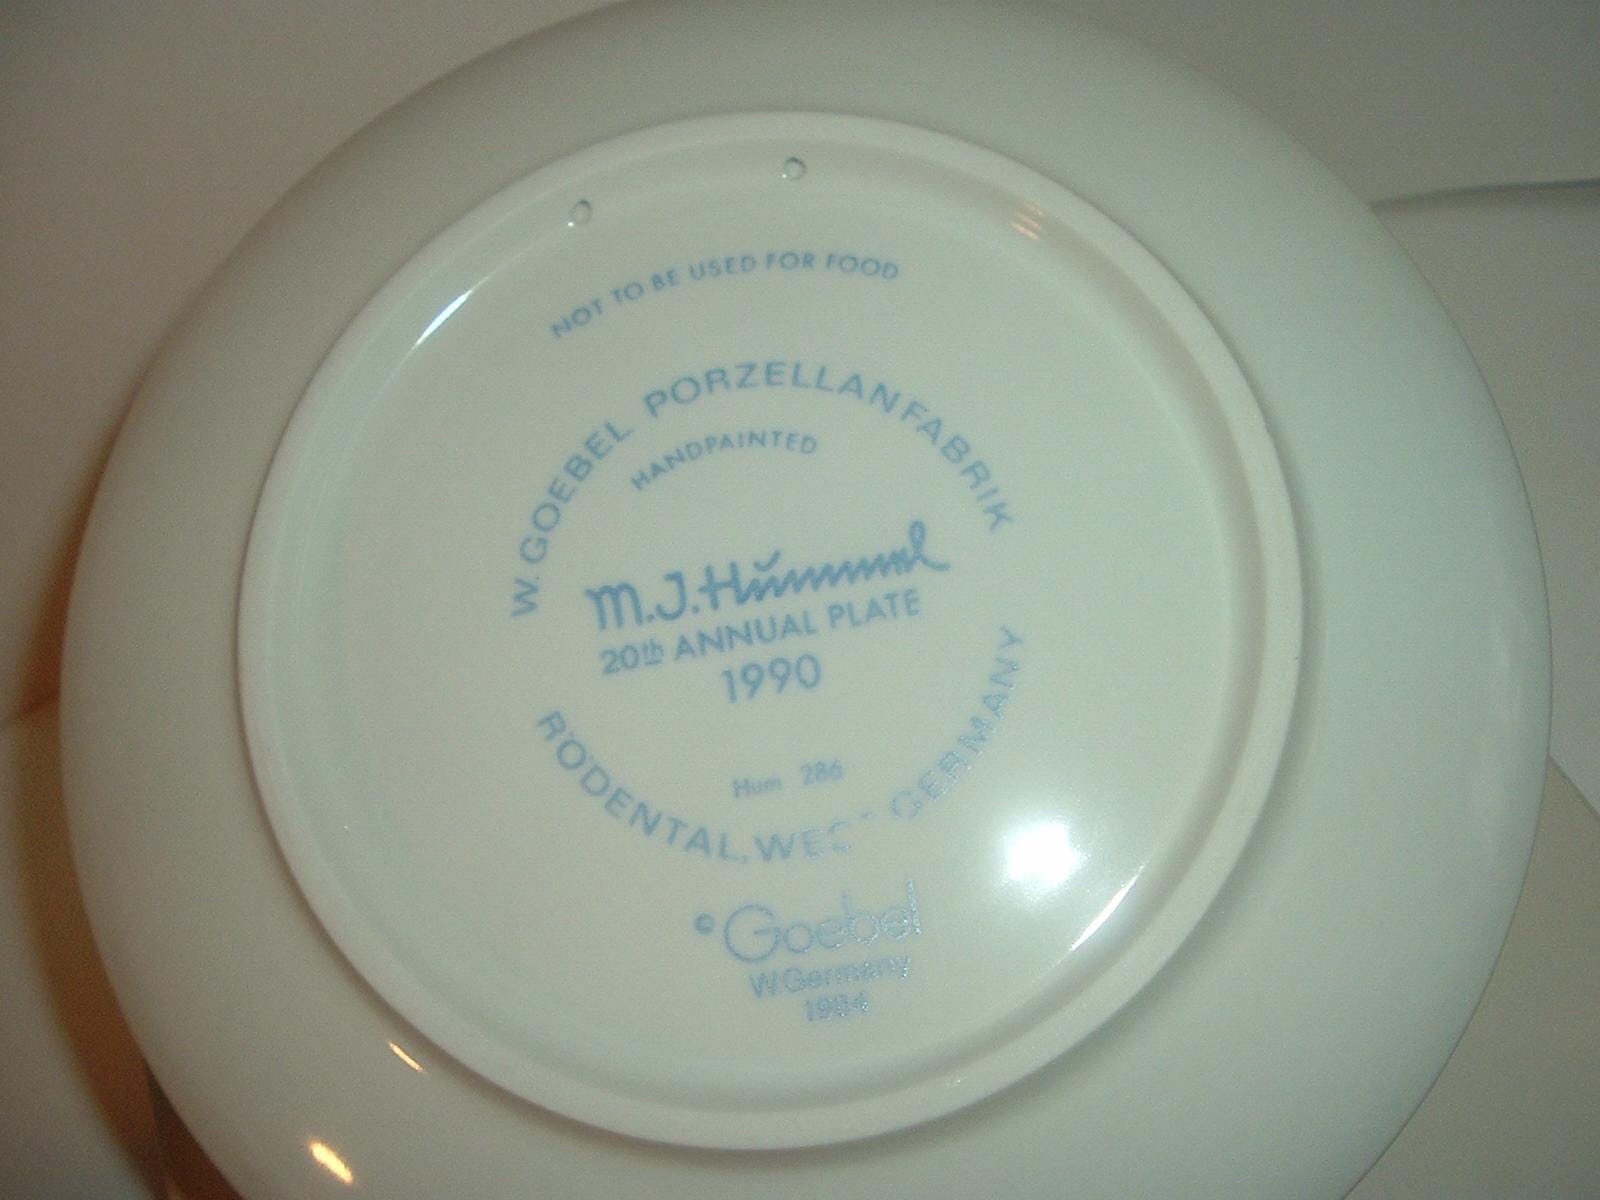 NOT TO BE USED FOR FOOD
W. GOEBEL PORZELLANFABRIK
HANDPAINTED
M.J.Hummel
20th ANNUAL PLATE
1990
Hum 286
RÖDENTAL, WEST GERMANY
© Goebel
W.Germany
1984